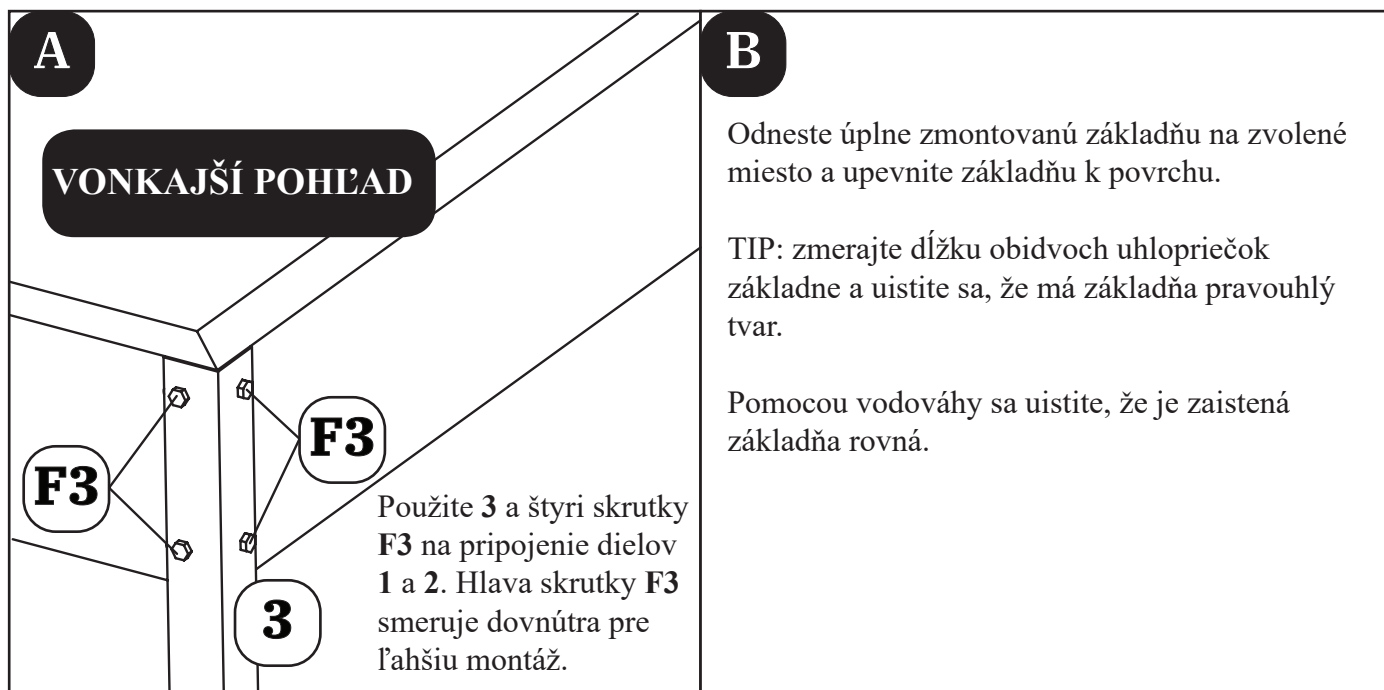 A
VONKAJŠÍ POHĽAD
F3
F3
Použite 3 a štyri skrutky
F3 na pripojenie dielov
1 a 2. Hlava skrutky F3
smeruje dovnútra pre
ľahšiu montáž.
3
B
Odneste úplne zmontovanú základňu na zvolené
miesto a upevnite základňu k povrchu.
TIP: zmerajte dĺžku obidvoch uhlopriečok
základne a uistite sa, že má základňa pravouhlý
tvar.
Pomocou vodováhy sa uistite, že je zaistená
základňa rovná.